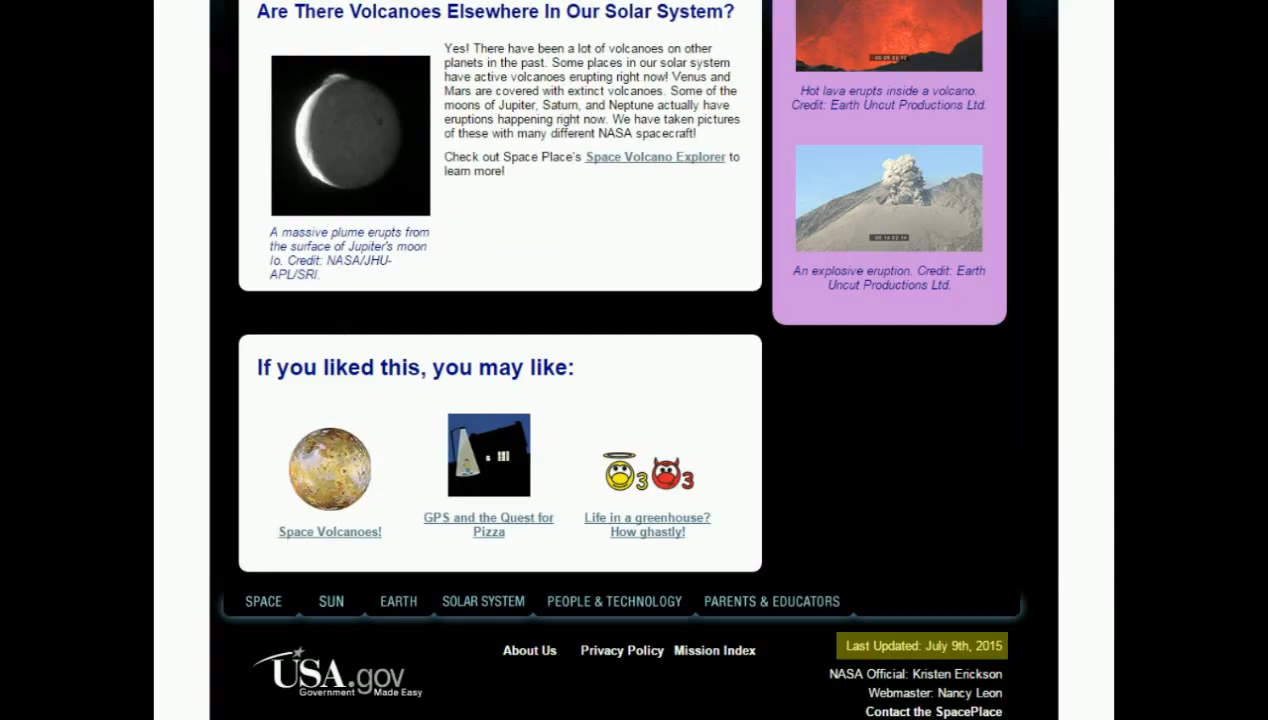 Are There Volcanoes Elsewhere In Our Solar System?
Yes! There have been a lot of volcanoes on other
planets in the past. Some places in our solar system
have active volcanoes erupting right now! Venus and
Mars are covered with extinct volcanoes. Some of the
moons of Jupiter, Saturn, and Neptune actually have
eruptions happening right now. We have taken pictures
of these with many different NASA spacecraft!
Check out Space Place's Space Volcano Explorer to
learn more!
A massive plume erupts from
the surface of Jupiter's moon
Io. Credit: NASA/JHU-
APL/SRI.
Hot lava erupts inside a volcano.
Credit: Earth Uncut Productions Ltd.
An explosive eruption. Credit: Earth
Uncut Productions Ltd.
If you liked this, you may like:
3 3
Space Volcanoes!
GPS and the Quest for
Pizza
Life in a greenhouse?
How ghastly!
SPACE SUN EARTH SOLAR SYSTEM PEOPLE & TECHNOLOGY PARENTS & EDUCATORS
USA.gov
Government Made Easy
About Us Privacy Policy Mission Index
Last Updated: July 9th, 2015
NASA Official: Kristen Erickson
Webmaster: Nancy Leon
Contact the SpacePlace